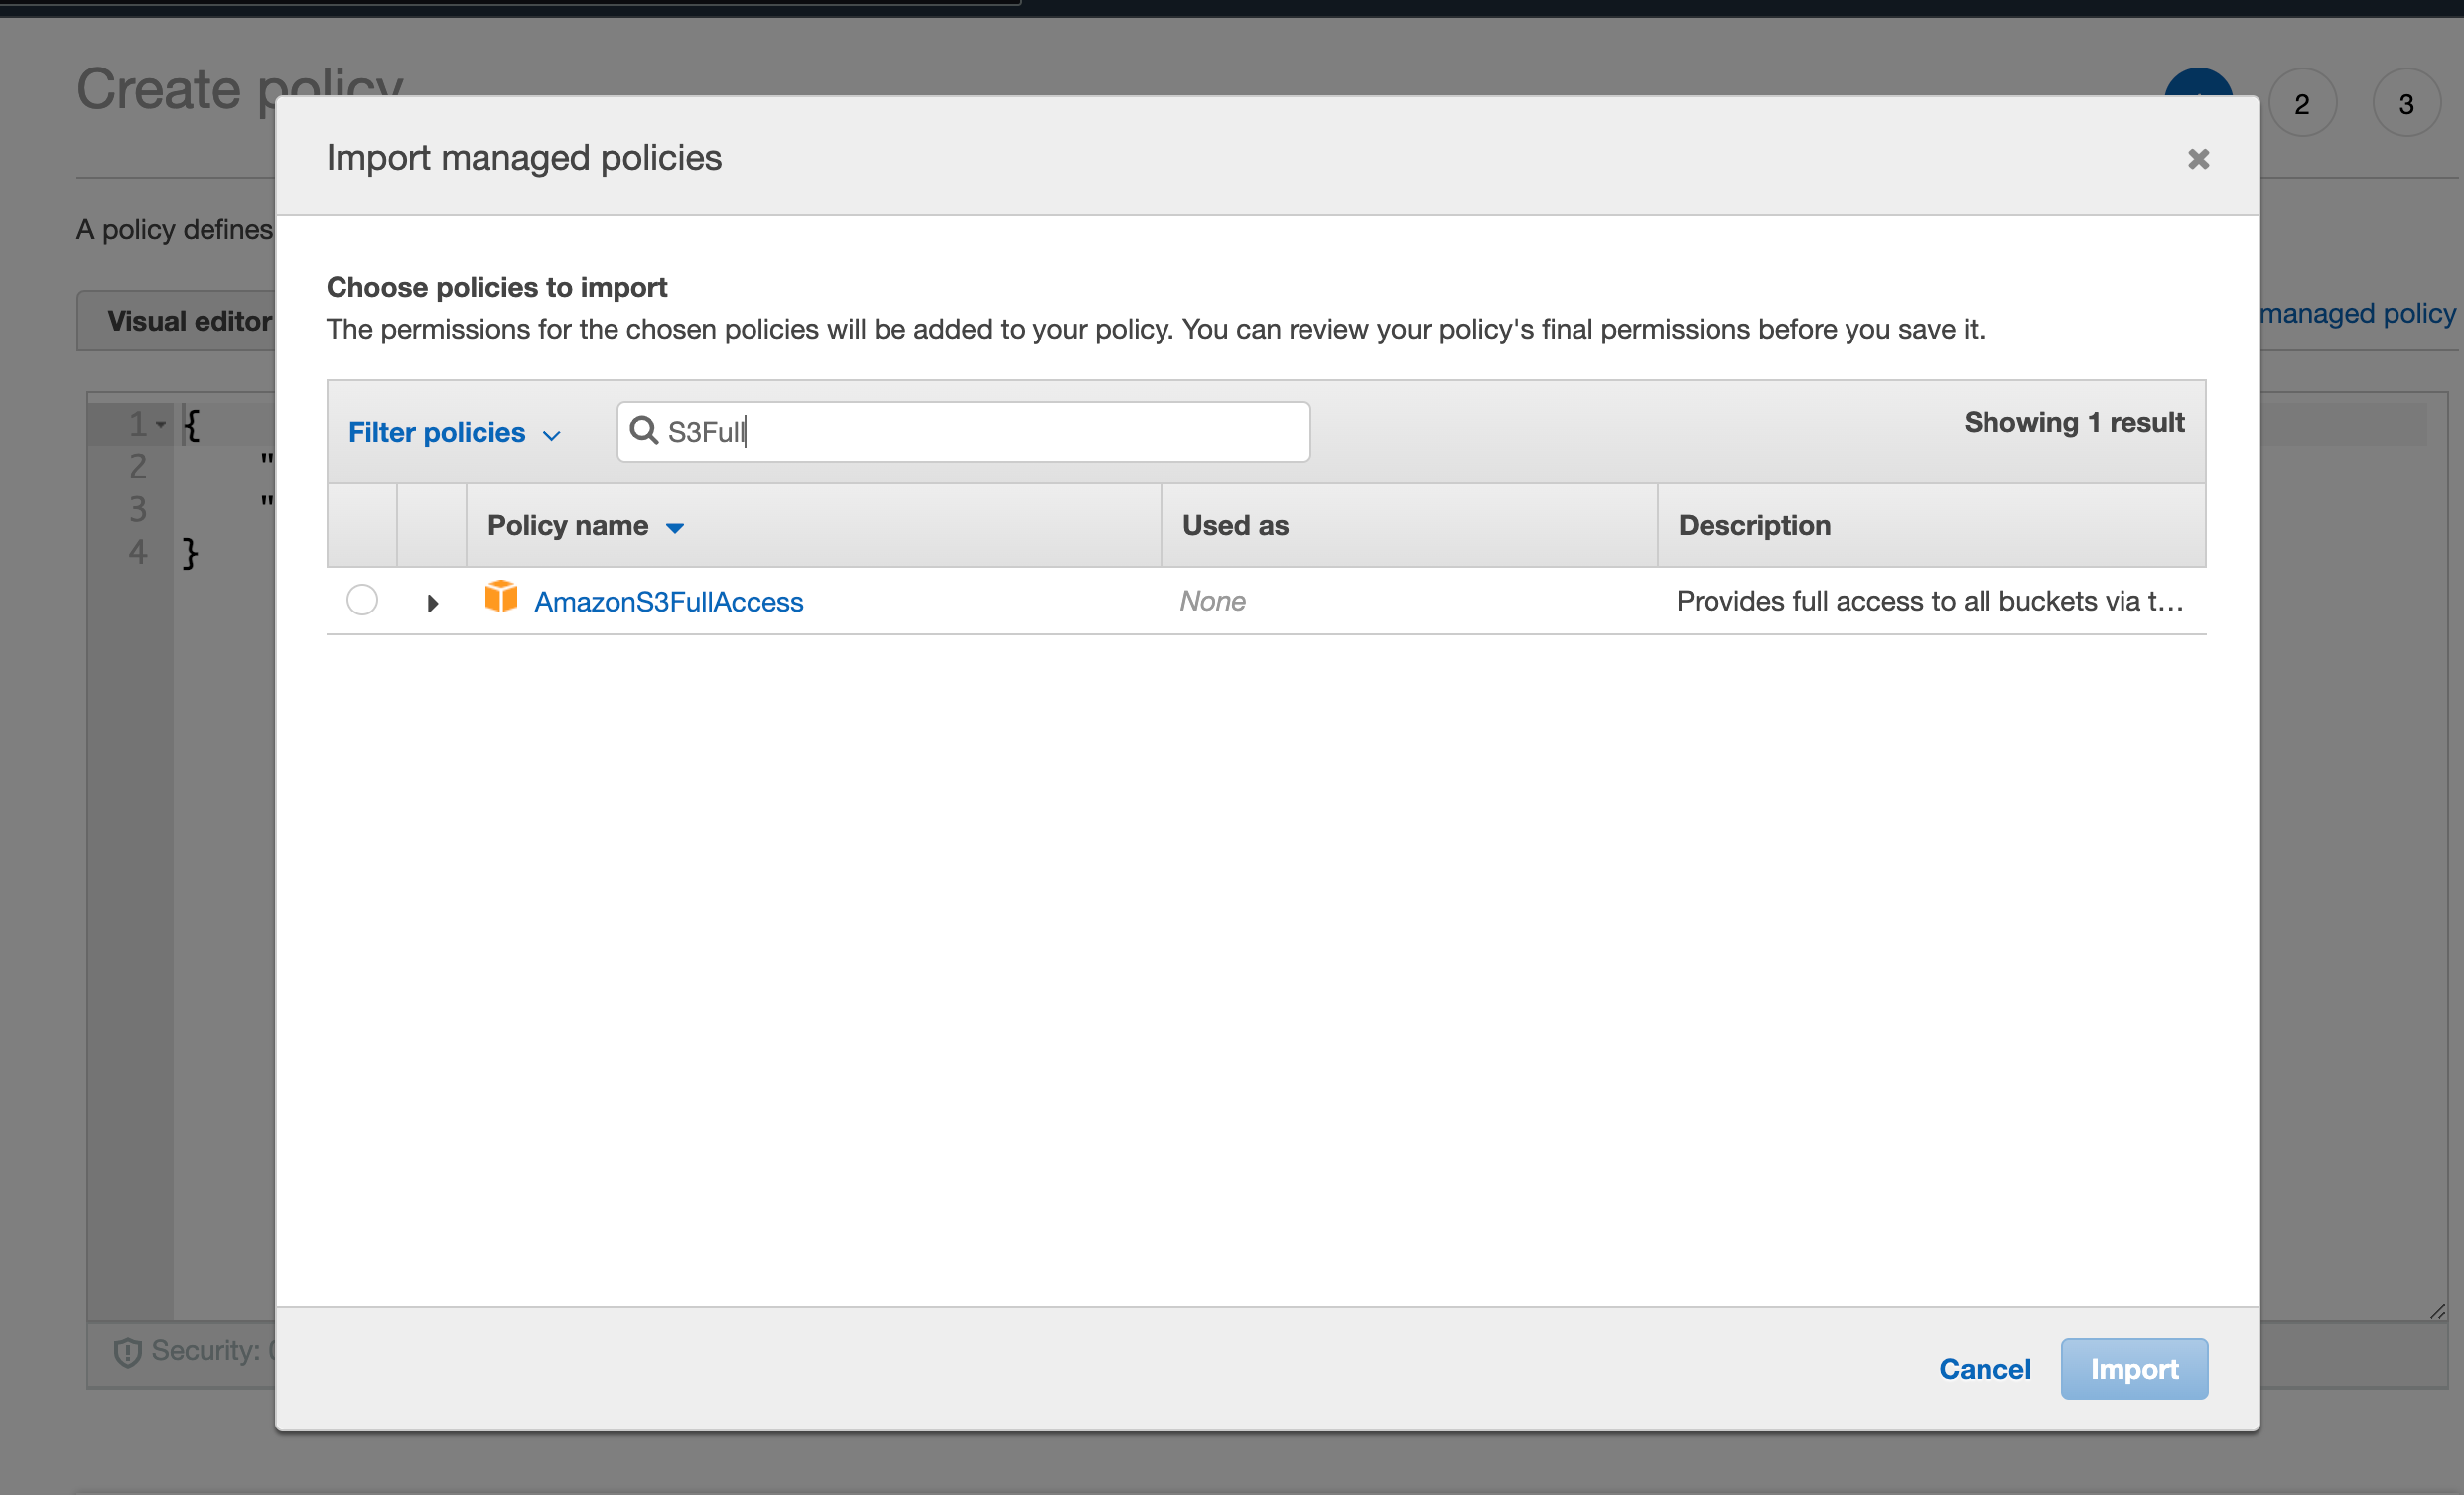 Create policy
2
3
Import managed policies
A policy defines
Choose policies to import
The permissions for the chosen policies will be added to your policy. You can review your policy's final permissions before you save it.
Visual editor
managed policy
Filter policies
S3Full
Showing 1 result
Policy name
Used as
Description
AmazonS3FullAccess
None
Provides full access to all buckets via t...
1 {
2 "
3 "
4 }
Security:
Cancel
Import